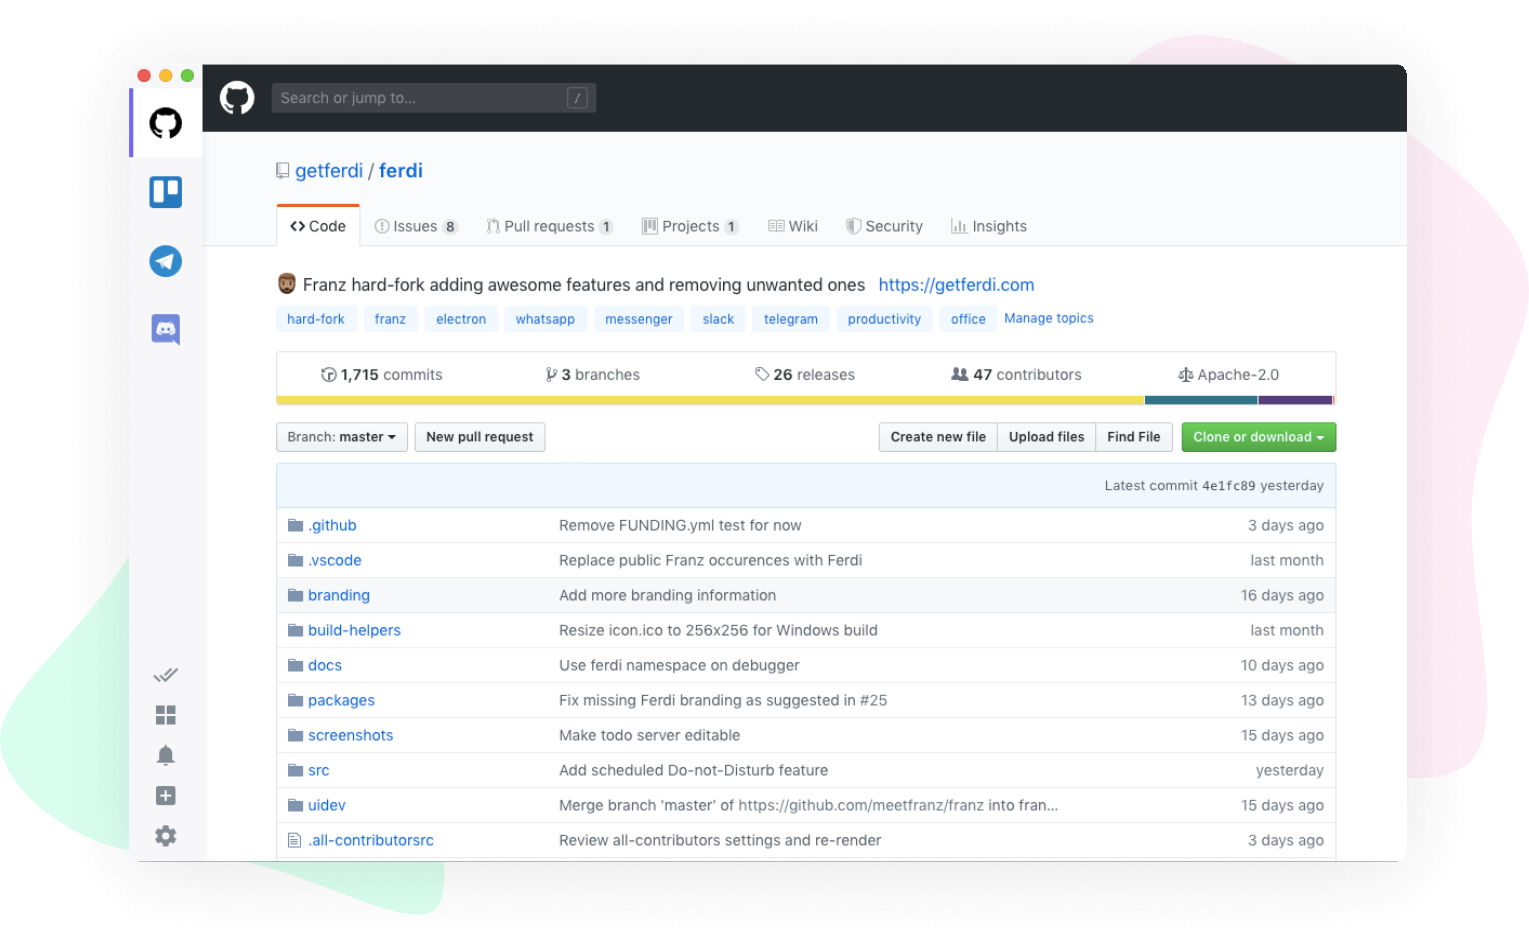 Search or jump to... /
getferdi / ferdi
Code Issues 8 Pull requests 1 Projects 1 Wiki Security Insights
Franz hard-fork adding awesome features and removing unwanted ones https://getferdi.com
hard-fork franz electron whatsapp messenger slack telegram productivity office Manage topics
1,715 commits 3 branches 26 releases 47 contributors Apache-2.0
Branch: master New pull request Create new file Upload files Find File Clone or download
Latest commit 4e1fc89 yesterday
.github Remove FUNDING.yml test for now 3 days ago
.vscode Replace public Franz occurences with Ferdi last month
branding Add more branding information 16 days ago
build-helpers Resize icon.ico to 256x256 for Windows build last month
docs Use ferdi namespace on debugger 10 days ago
packages Fix missing Ferdi branding as suggested in #25 13 days ago
screenshots Make todo server editable 15 days ago
src Add scheduled Do-not-Disturb feature yesterday
uidev Merge branch 'master' of https://github.com/meetfranz/franz into fran... 15 days ago
.all-contributorsrc Review all-contributors settings and re-render 3 days ago